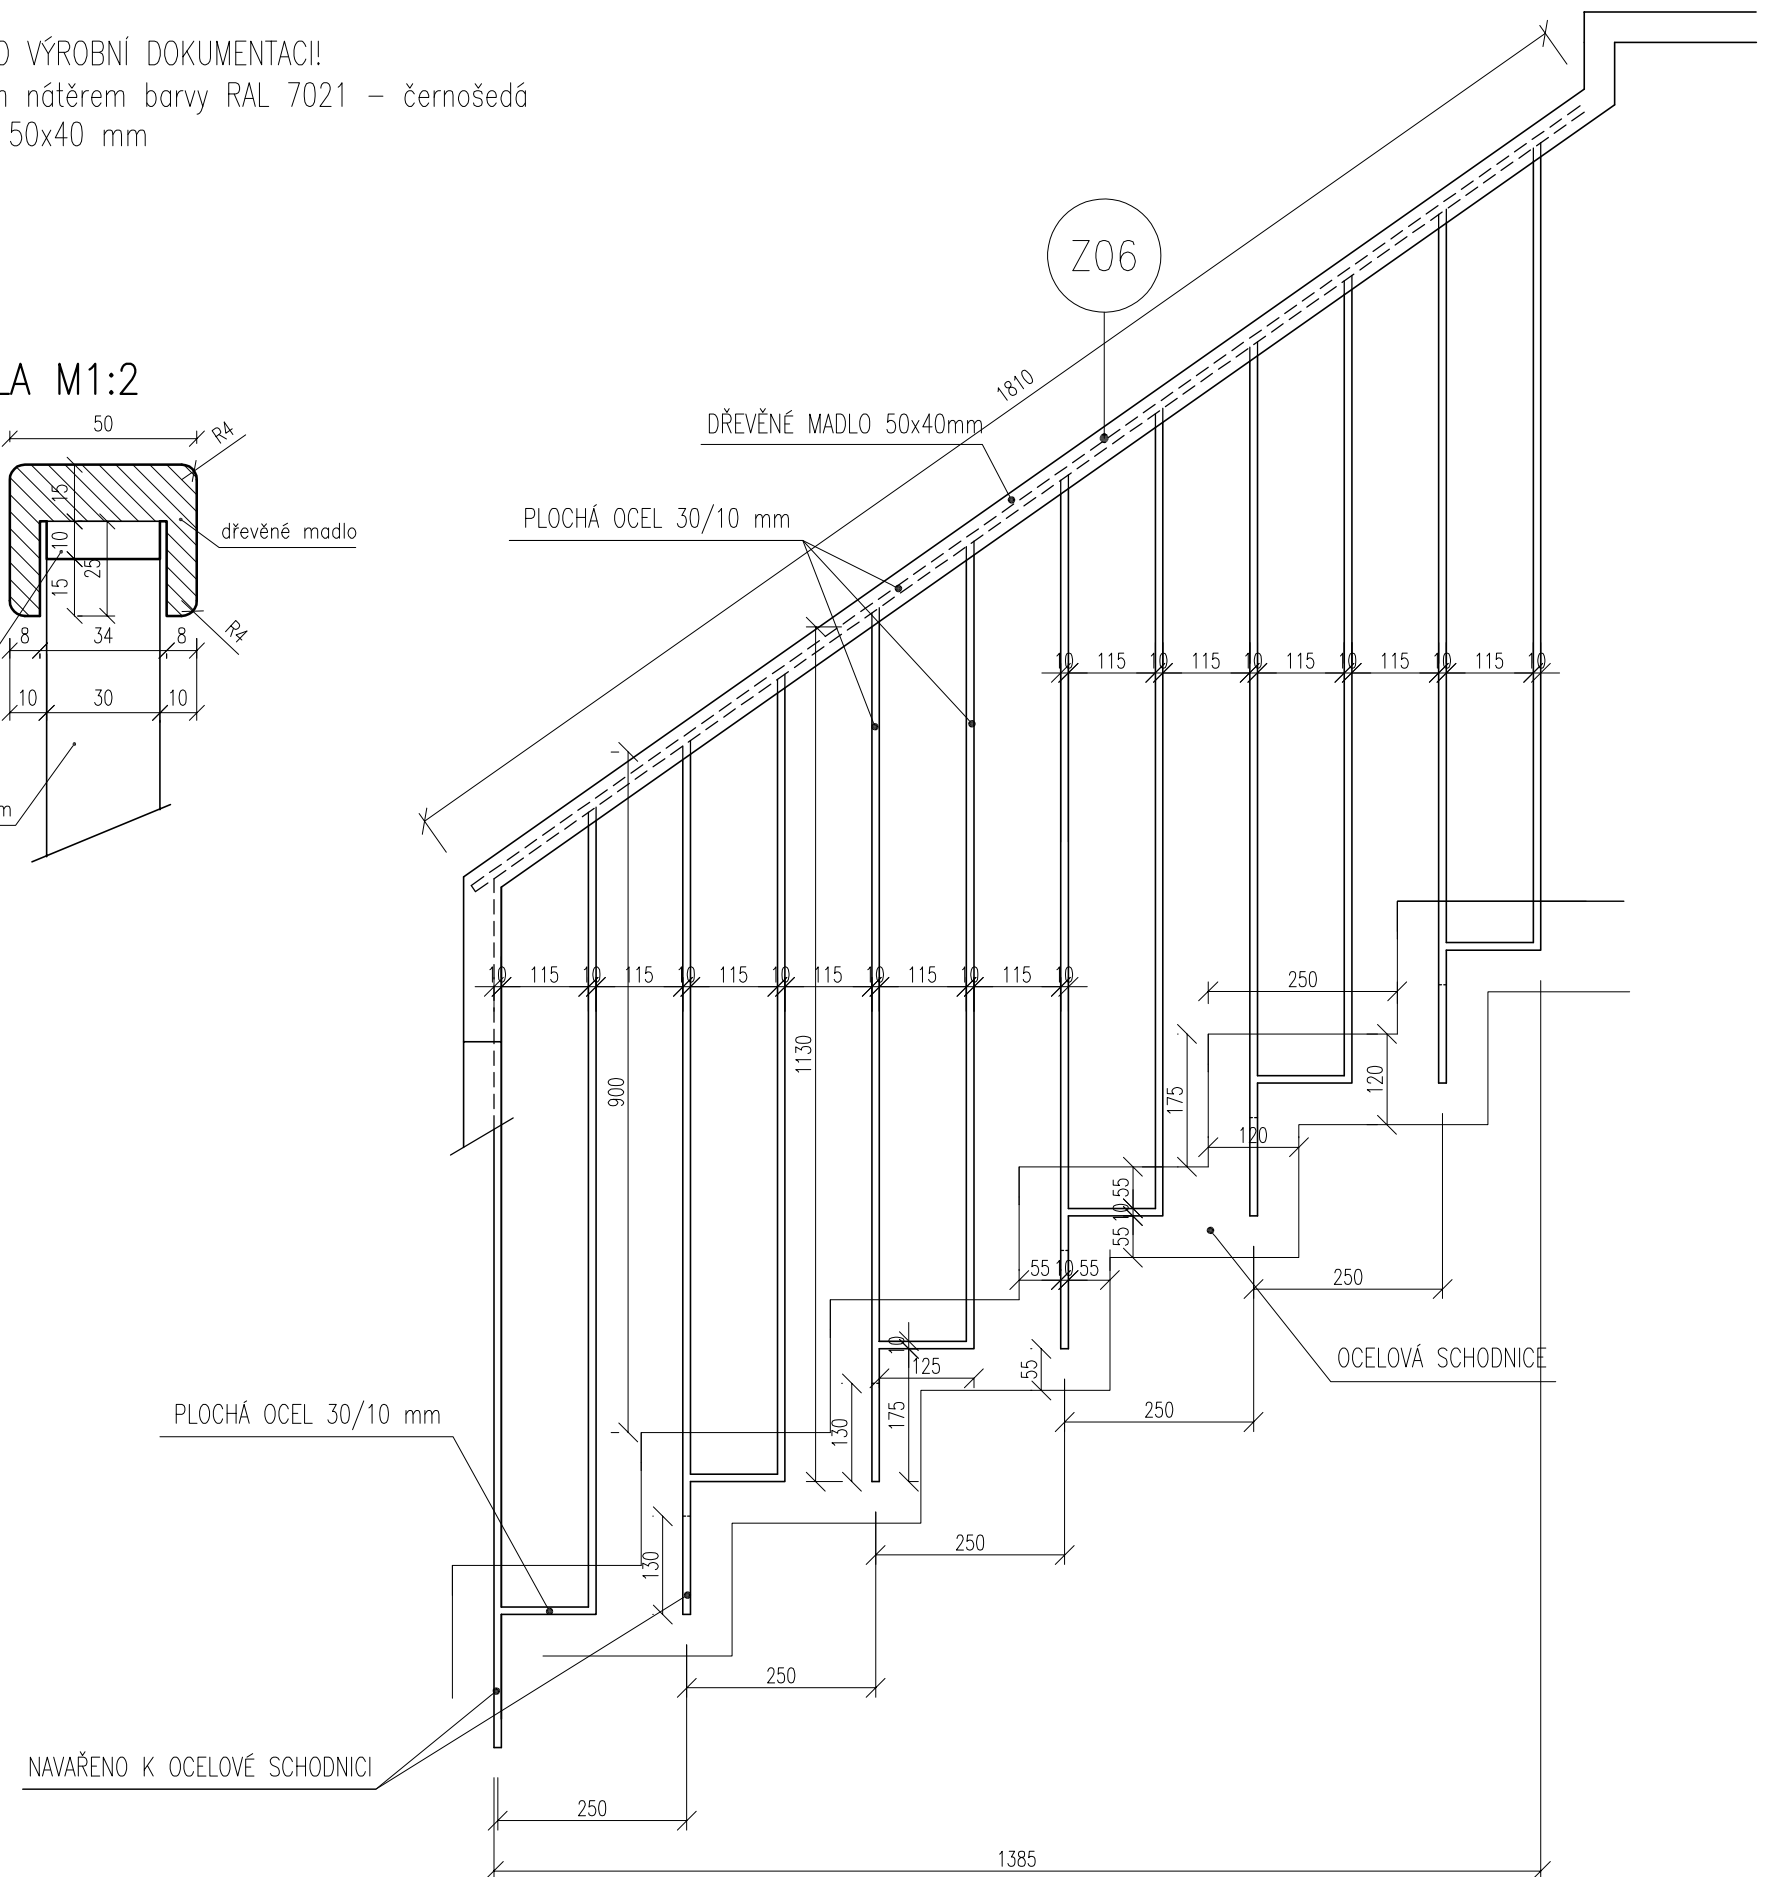 O VÝROBNÍ DOKUMENTACI!
nátěrem barvy RAL 7021 – černošedá
50x40 mm
Z06
LA M1:2
1810
50
R4
DŘEVĚNÉ MADLO 50x40mm
15
PLOCHÁ OCEL 30/10 mm
dřevěné madlo
10
25
15
8 34 8
R4
10 115 10 115 10 115 10 115 10 115 10
10 30 10
m
10 115 10 115 10 115 10 115 10 115 10 115 10
250
1130
900
175
120
120
55
10
55
55 10 55
250
10
OCELOVÁ SCHODNICE
125
55
PLOCHÁ OCEL 30/10 mm
130
175
250
250
130
250
NAVAŘENO K OCELOVÉ SCHODNICI
250
1385